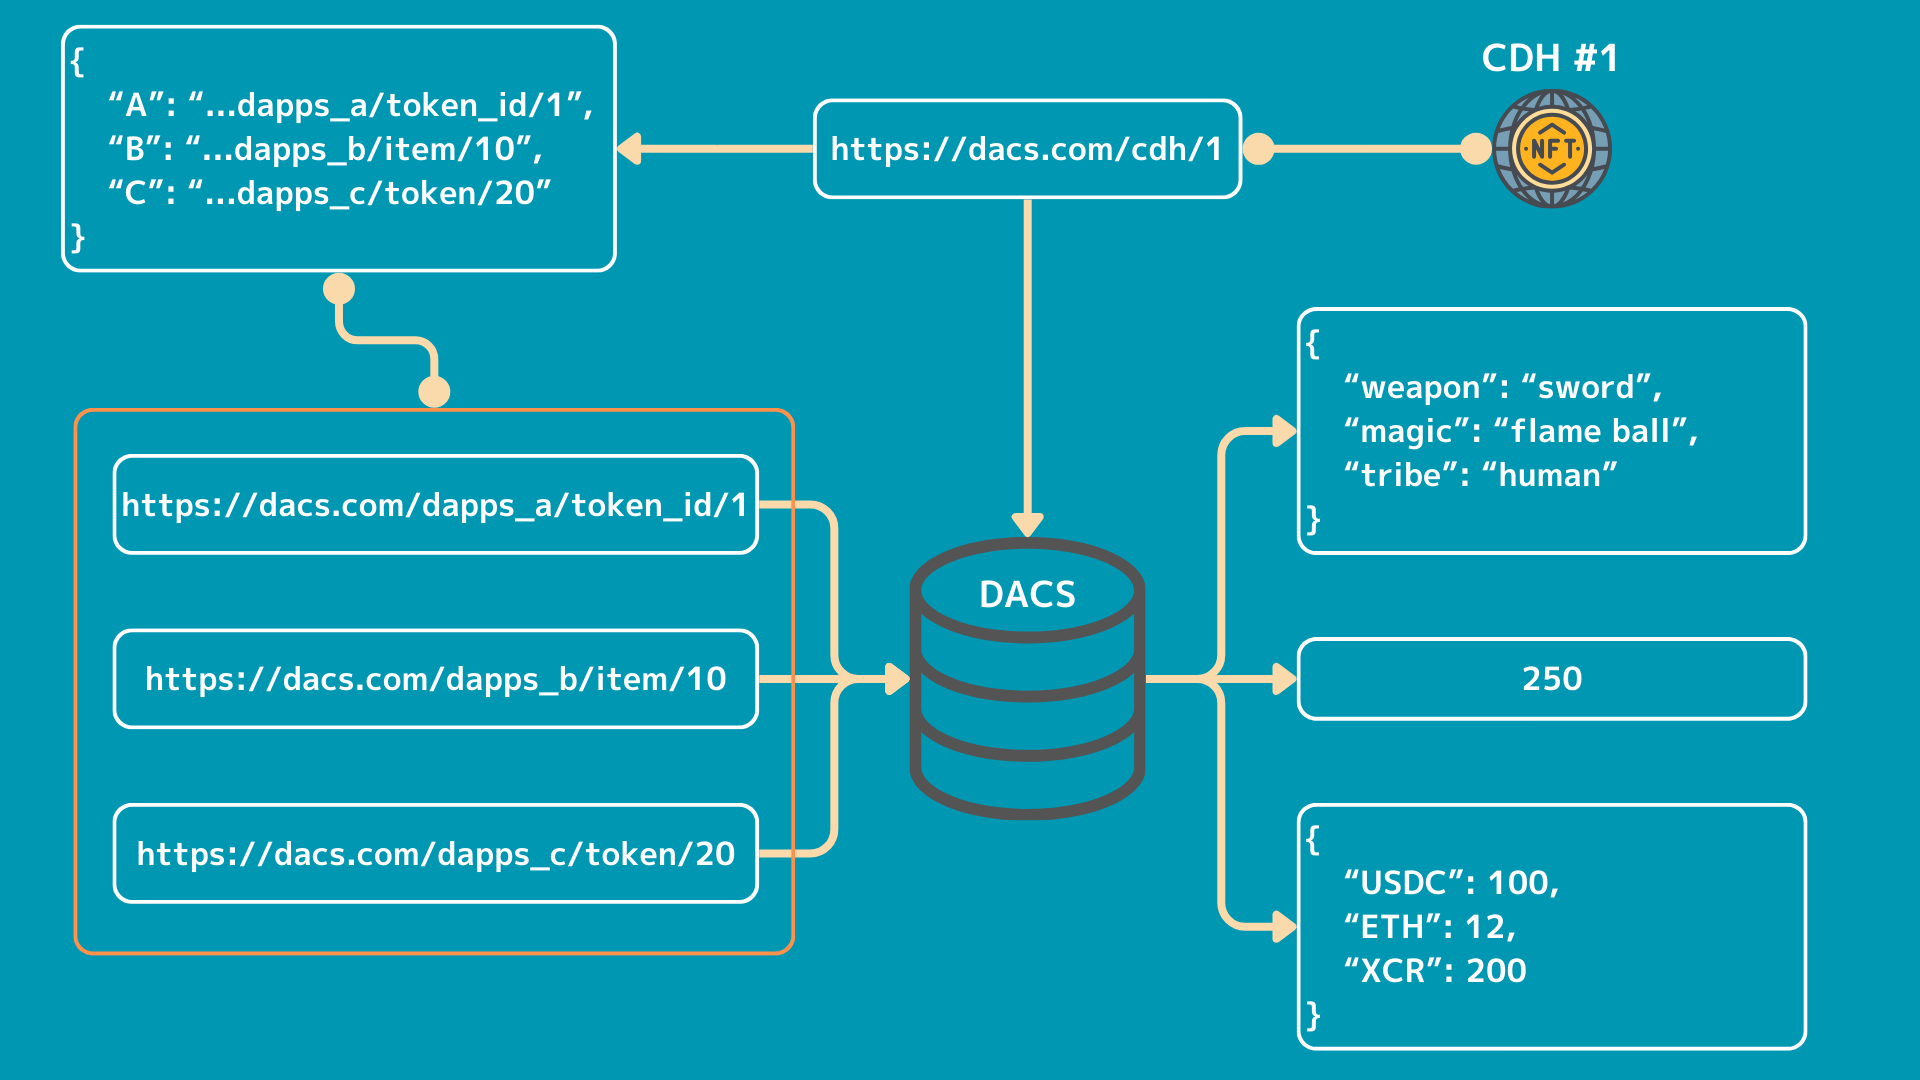 {
“A”: “...dapps_a/token_id/1”,
“B”: “...dapps_b/item/10”,
“C”: “...dapps_c/token/20”
}
https://dacs.com/cdh/1
CDH #1
NFT
https://dacs.com/dapps_a/token_id/1
https://dacs.com/dapps_b/item/10
https://dacs.com/dapps_c/token/20
DACS
{
“weapon”: “sword”,
“magic”: “flame ball”,
“tribe”: “human”
}
250
{
“USDC”: 100,
“ETH”: 12,
“XCR”: 200
}